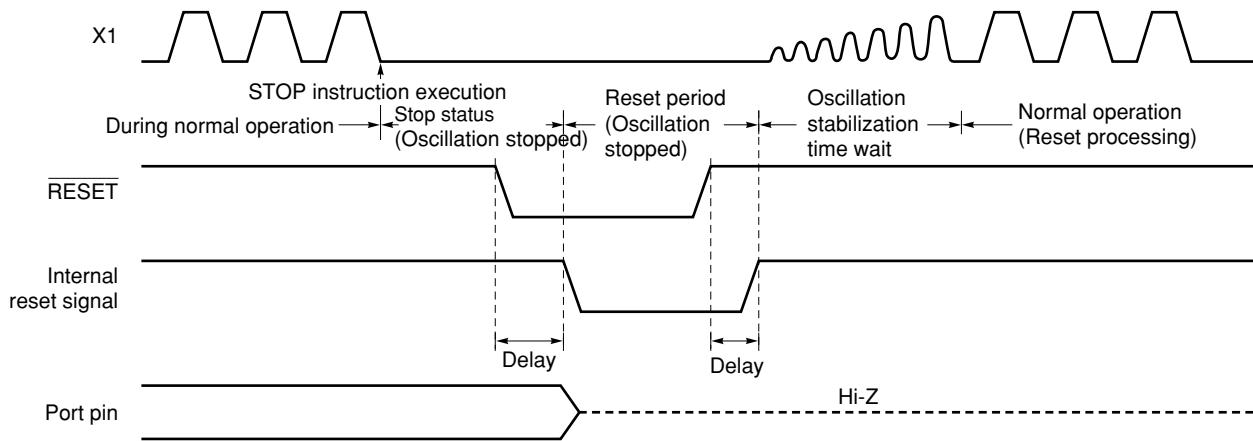 X1
STOP instruction execution
During normal operation
Stop status
(Oscillation stopped)
Reset period
(Oscillation
stopped)
Oscillation
stabilization
time wait
Normal operation
(Reset processing)
RESET
Internal
reset signal
Delay
Delay
Port pin
Hi-Z